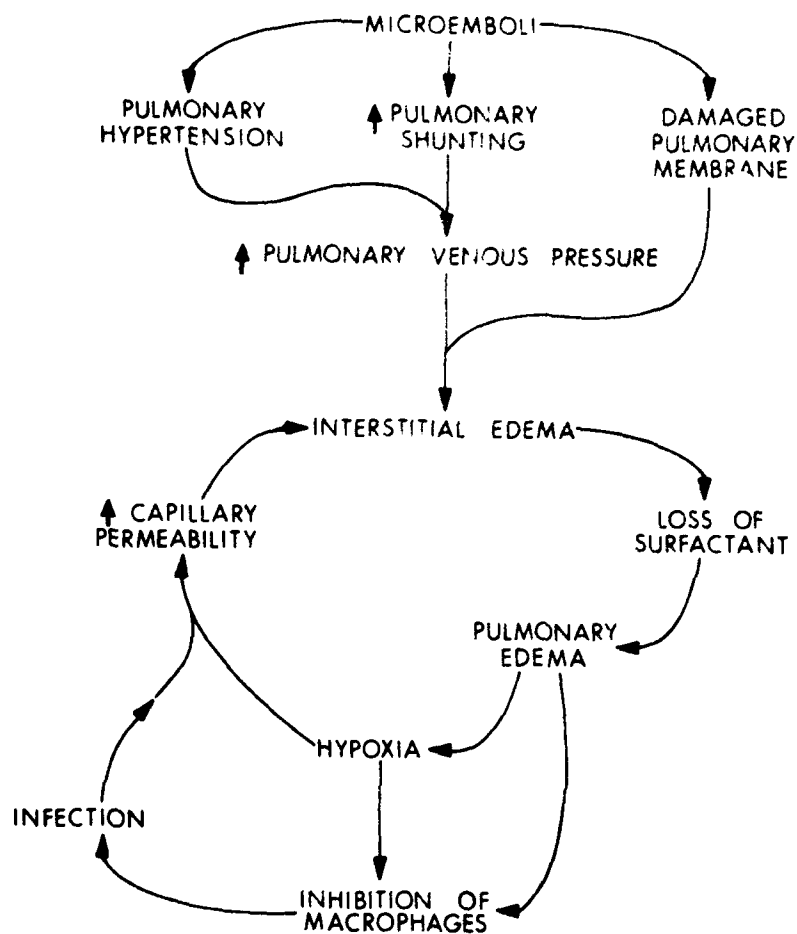 MICROEMBOLI
PULMONARY
HYPERTENSION
↑ PULMONARY
SHUNTING
DAMAGED
PULMONARY
MEMBRANE
↑ PULMONARY VENOUS PRESSURE
INTERSTITIAL EDEMA
↑ CAPILLARY
PERMEABILITY
LOSS OF
SURFACTANT
PULMONARY
EDEMA
HYPOXIA
INFECTION
INHIBITION OF
MACROPHAGES